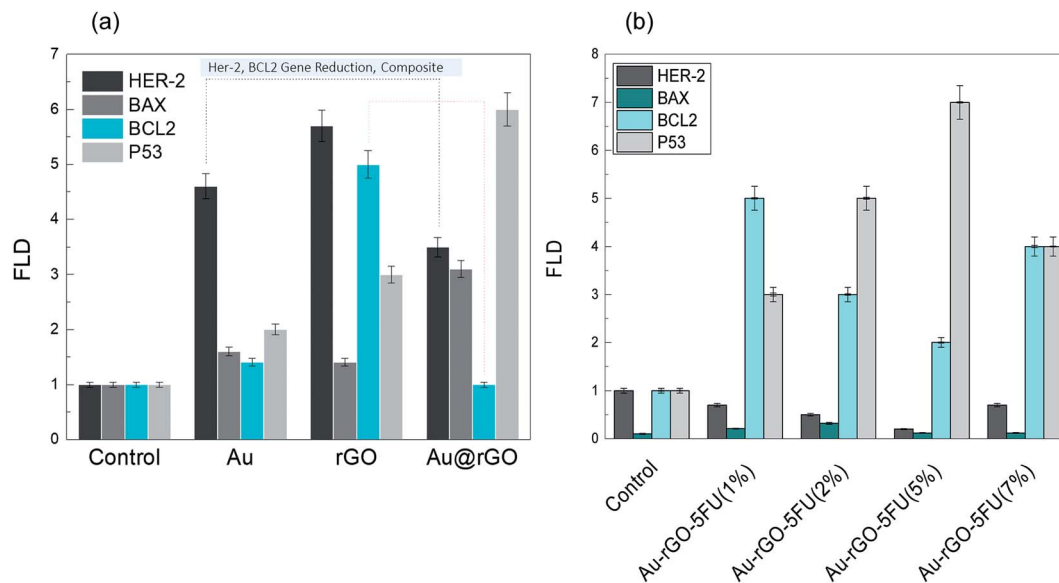 (a)
7
6
5
4
3
2
1
0
FLD
HER-2
BAX
BCL2
P53
Her-2, BCL2 Gene Reduction, Composite
Control
Au
rGO
Au@rGO
(b)
8
7
6
5
4
3
2
1
0
FLD
HER-2
BAX
BCL2
P53
Control
Au-rGO-5FU(1%)
Au-rGO-5FU(2%)
Au-rGO-5FU(5%)
Au-rGO-5FU(7%)